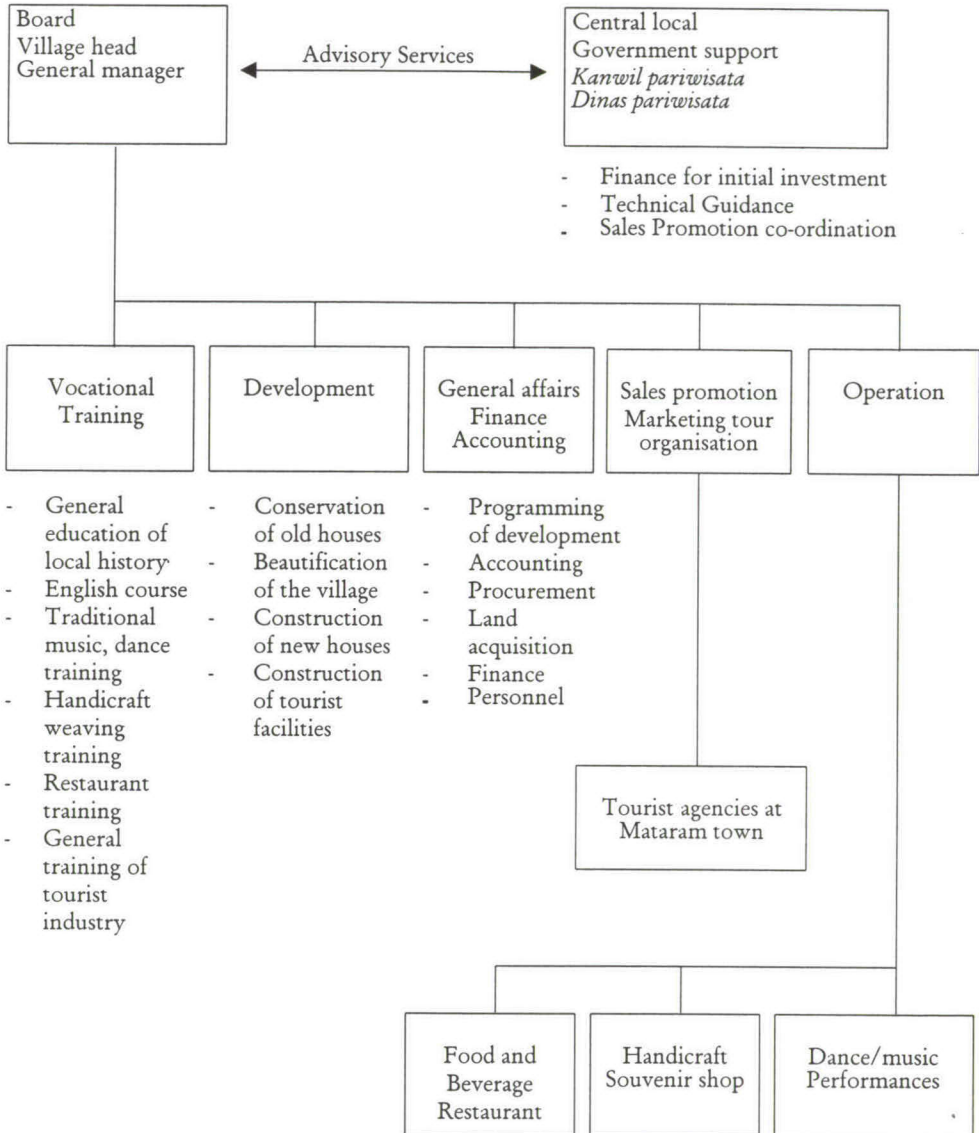 Board
Village head
General manager
Advisory Services
Central local
Government support
Kanwil pariwisata
Dinas pariwisata
- Finance for initial investment
- Technical Guidance
- Sales Promotion co-ordination
Vocational
Training
Development
General affairs
Finance
Accounting
Sales promotion
Marketing tour
organisation
Operation
- General
education of
local history
- English course
- Traditional
music, dance
training
- Handicraft
weaving
training
- Restaurant
training
- General
training of
tourist
industry
- Conservation
of old houses
- Beautification
of the village
- Construction
of new houses
- Construction
of tourist
facilities
- Programming
of development
- Accounting
- Procurement
- Land
acquisition
- Finance
- Personnel
Tourist agencies at
Mataram town
Food and
Beverage
Restaurant
Handicraft
Souvenir shop
Dance/music
Performances